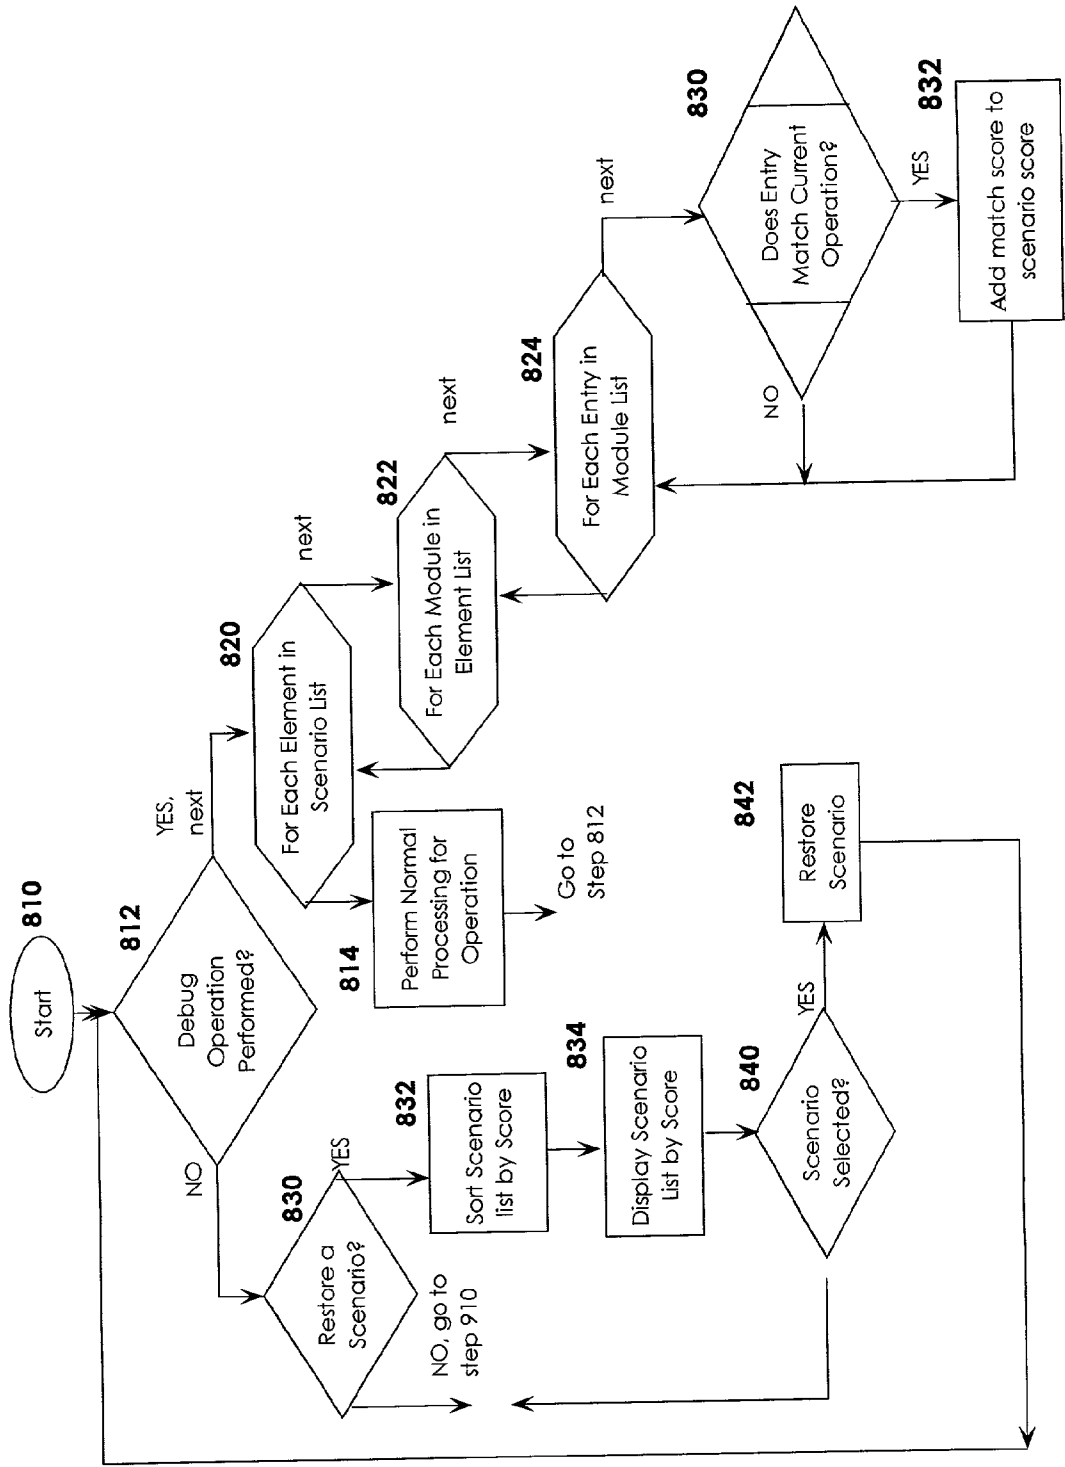 810
Start
812
Debug
Operation
Performed?
YES,
next
NO
820
For Each Element in
Scenario List
next
822
For Each Module in
Element List
next
824
For Each Entry in
Module List
next
830
Does Entry
Match Current
Operation?
NO
YES
832
Add match score to
scenario score
814
Perform Normal
Processing for
Operation
Go to
Step 812
830
Restore a
Scenario?
YES
NO, go to
step 910
832
Sort Scenario
list by Score
834
Display Scenario
List by Score
840
Scenario
Selected?
YES
842
Restore
Scenario